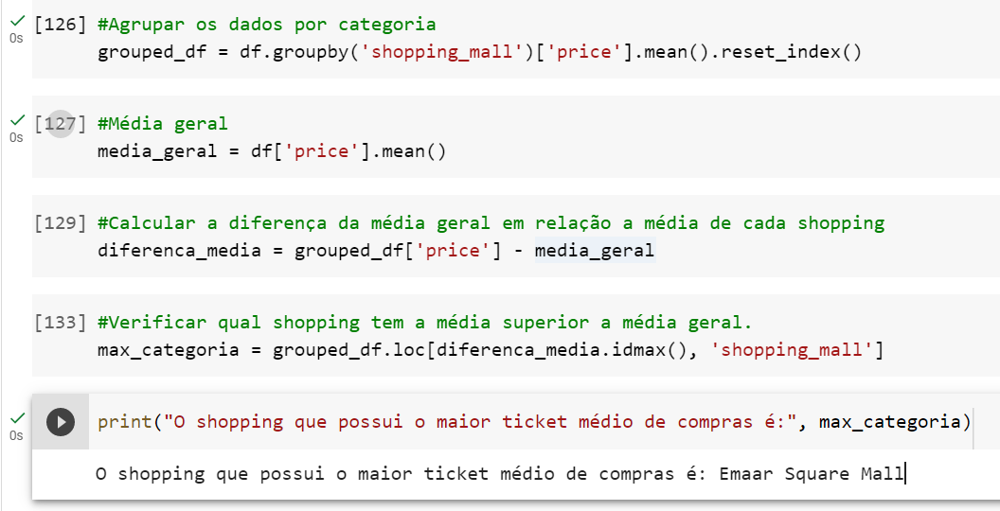 [126] #Agrupar os dados por categoria
0s
grouped_df = df.groupby('shopping_mall')['price'].mean().reset_index()
[127] #Média geral
0s
media_geral = df['price'].mean()
[129] #Calcular a diferença da média geral em relação a média de cada shopping
diferenca_media = grouped_df['price'] - media_geral
[133] #Verificar qual shopping tem a média superior a média geral.
max_categoria = grouped_df.loc[diferenca_media.idmax(), 'shopping_mall']
print("O shopping que possui o maior ticket médio de compras é:", max_categoria)
0s
O shopping que possui o maior ticket médio de compras é: Emaar Square Mall